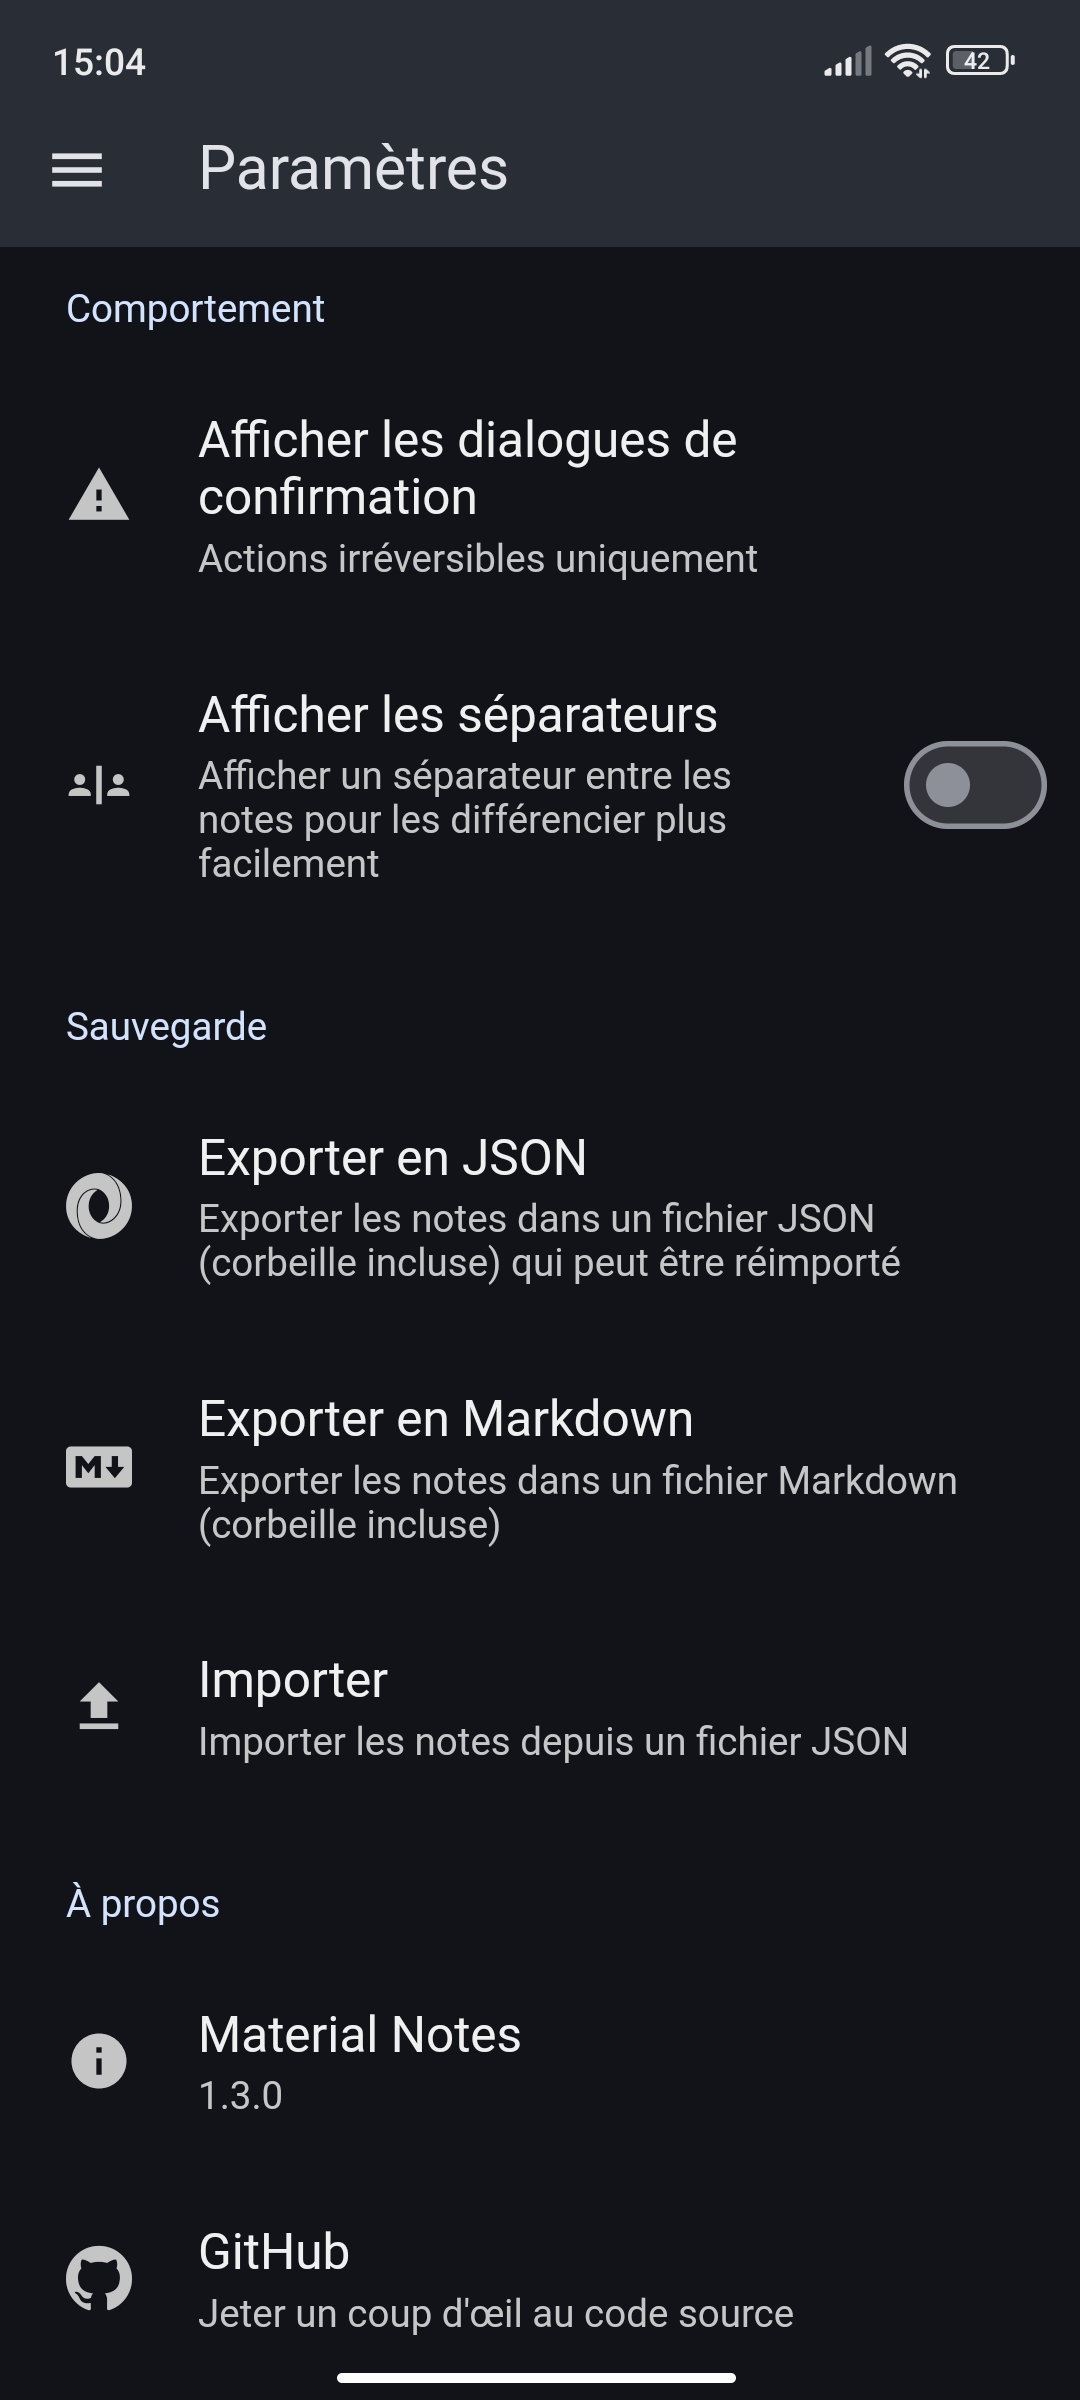 15:04
42
Paramètres
Comportement
Afficher les dialogues de
confirmation
Actions irréversibles uniquement
Afficher les séparateurs
Afficher un séparateur entre les
notes pour les différencier plus
facilement
Sauvegarde
Exporter en JSON
Exporter les notes dans un fichier JSON
(corbeille incluse) qui peut être réimporté
Exporter en Markdown
Exporter les notes dans un fichier Markdown
(corbeille incluse)
Importer
Importer les notes depuis un fichier JSON
À propos
Material Notes
1.3.0
GitHub
Jeter un coup d'œil au code source